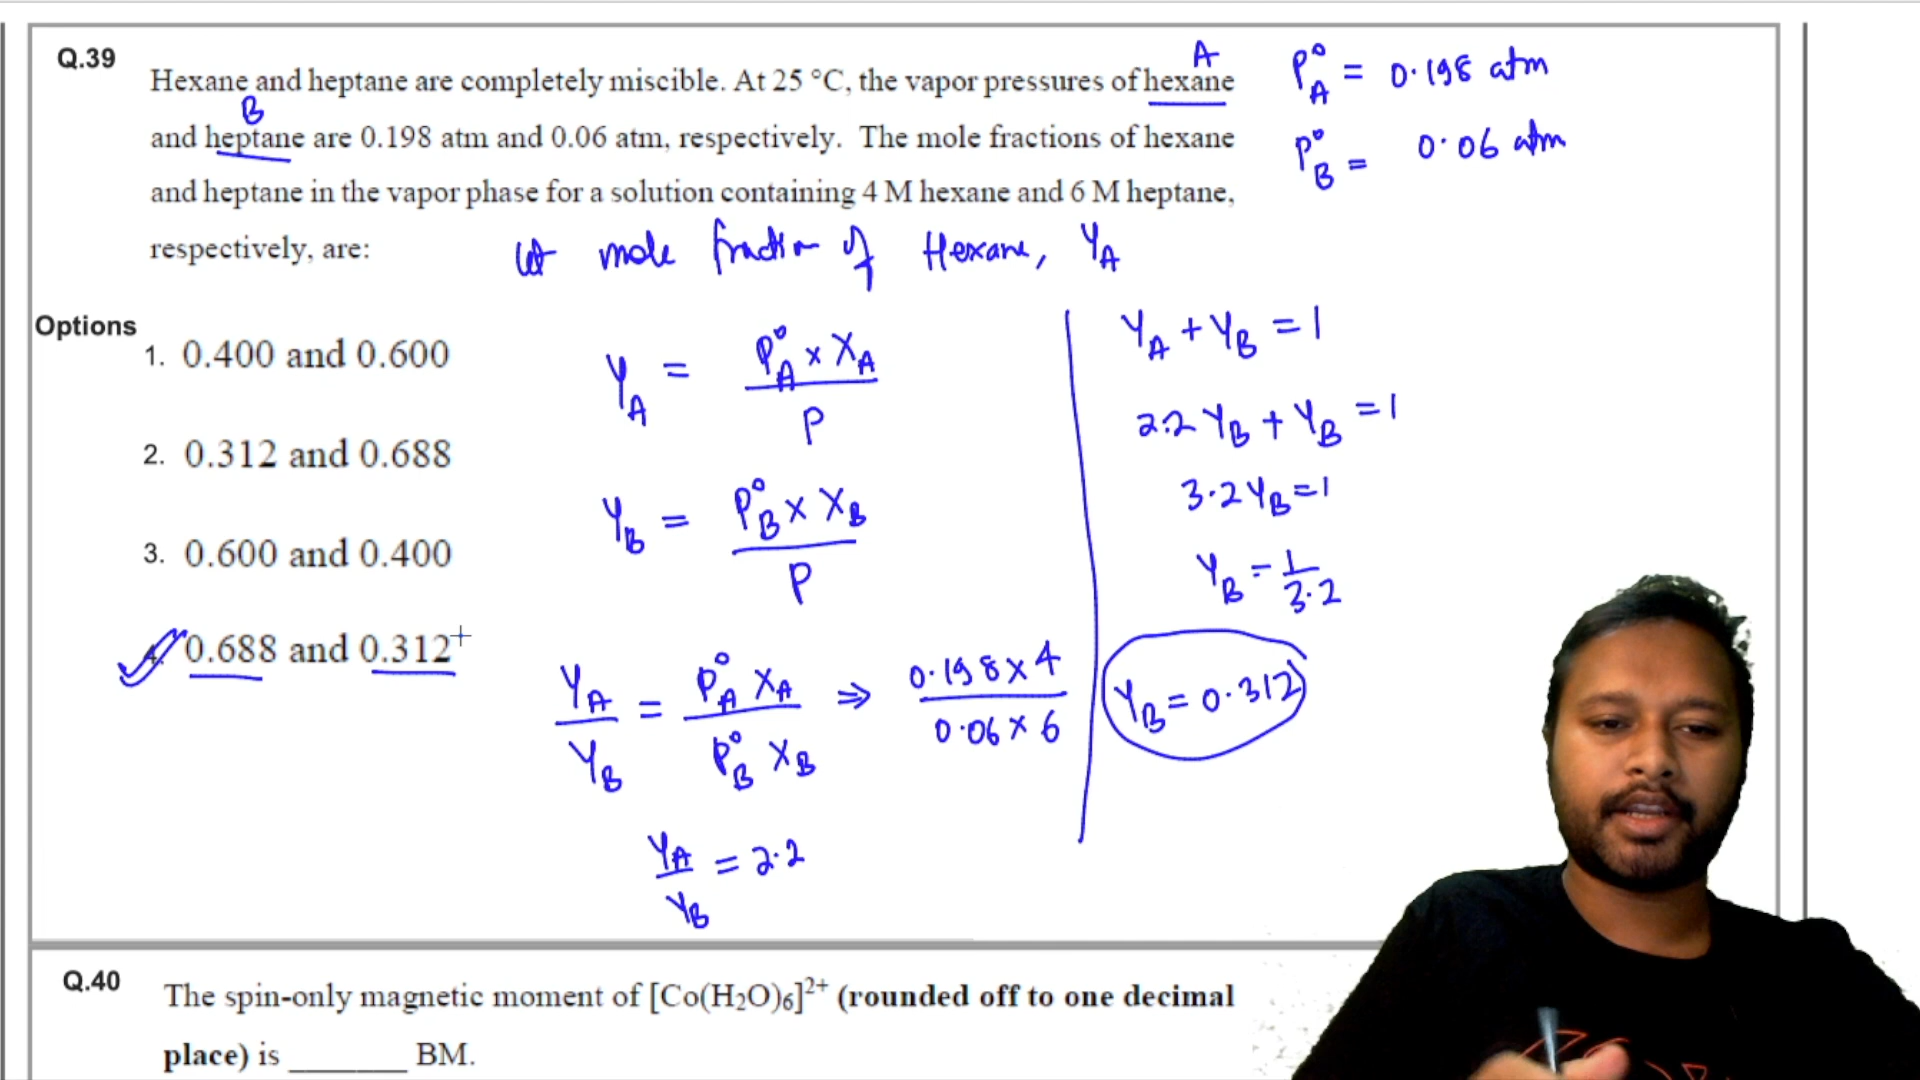 Q.39
Hexane and heptane are completely miscible. At 25 °C, the vapor pressures of hexane
and heptane are 0.198 atm and 0.06 atm, respectively. The mole fractions of hexane
and heptane in the vapor phase for a solution containing 4 M hexane and 6 M heptane,
respectively, are:
A
B
P°A = 0.198 atm
P°B = 0.06 atm
let mole fraction of Hexane, YA
Options
1. 0.400 and 0.600
2. 0.312 and 0.688
3. 0.600 and 0.400
4. 0.688 and 0.312
YA = P°A × XA / P
YB = P°B × XB / P
YA / YB = P°A XA / P°B XB ⇒ 0.198 × 4 / 0.06 × 6
YA / YB = 2.2
YA + YB = 1
2.2 YB + YB = 1
3.2 YB = 1
YB = 1 / 3.2
YB = 0.312
Q.40
The spin-only magnetic moment of [Co(H₂O)₆]²⁺ (rounded off to one decimal
place) is ________ BM.